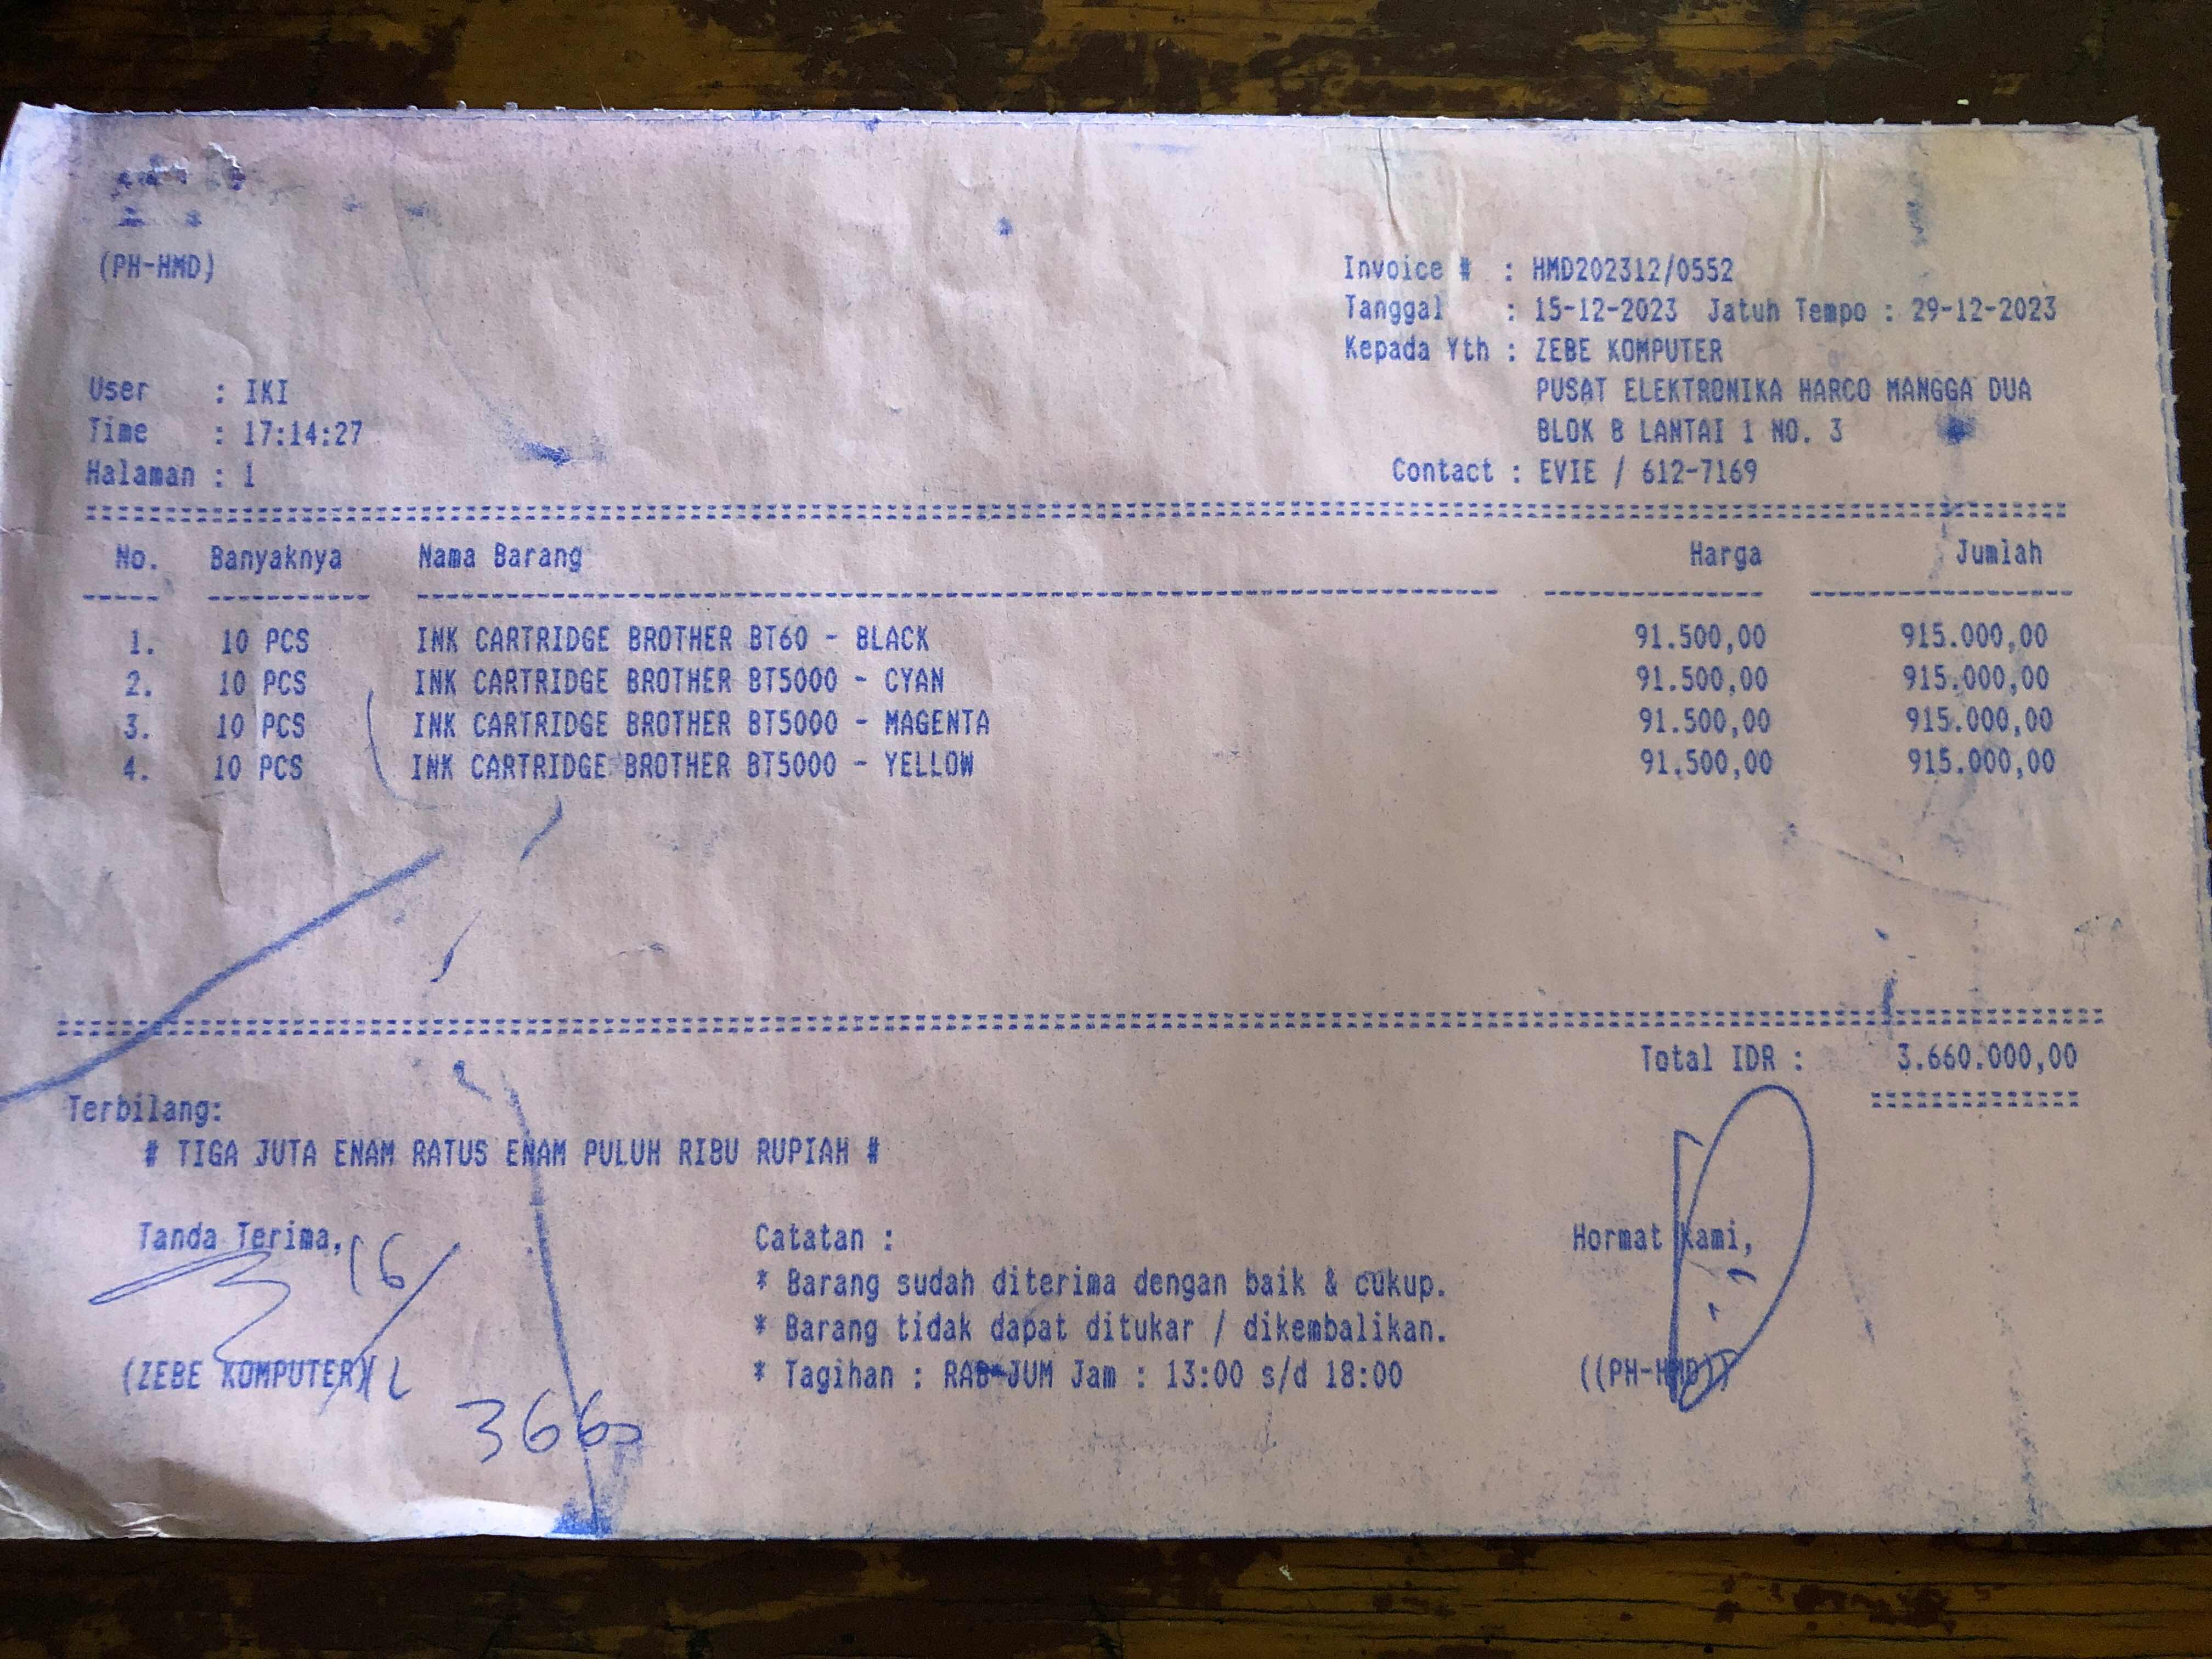 (PH-HMD)
Invoice # : HMD202312/0552
Tanggal : 15-12-2023 Jatuh Tempo : 29-12-2023
Kepada Yth : ZEBE KOMPUTER
User : IKI PUSAT ELEKTRONIKA HARCO MANGGA DUA
Time : 17:14:27 BLOK B LANTAI 1 NO. 3
Halaman : 1 Contact : EVIE / 612-7169
No. Banyaknya Nama Barang Harga Jumlah
1. 10 PCS INK CARTRIDGE BROTHER BT60 - BLACK 91.500,00 915.000,00
2. 10 PCS INK CARTRIDGE BROTHER BT5000 - CYAN 91.500,00 915.000,00
3. 10 PCS INK CARTRIDGE BROTHER BT5000 - MAGENTA 91.500,00 915.000,00
4. 10 PCS INK CARTRIDGE BROTHER BT5000 - YELLOW 91.500,00 915.000,00
Total IDR : 3.660.000,00
Terbilang:
# TIGA JUTA ENAM RATUS ENAM PULUH RIBU RUPIAH #
Tanda Terima, 16 Catatan : Hormat kami,
* Barang sudah diterima dengan baik & cukup.
* Barang tidak dapat ditukar / dikembalikan.
(ZEBE KOMPUTER) * Tagihan : RAB-JUM Jam : 13:00 s/d 18:00 ((PH-HMD))
3660